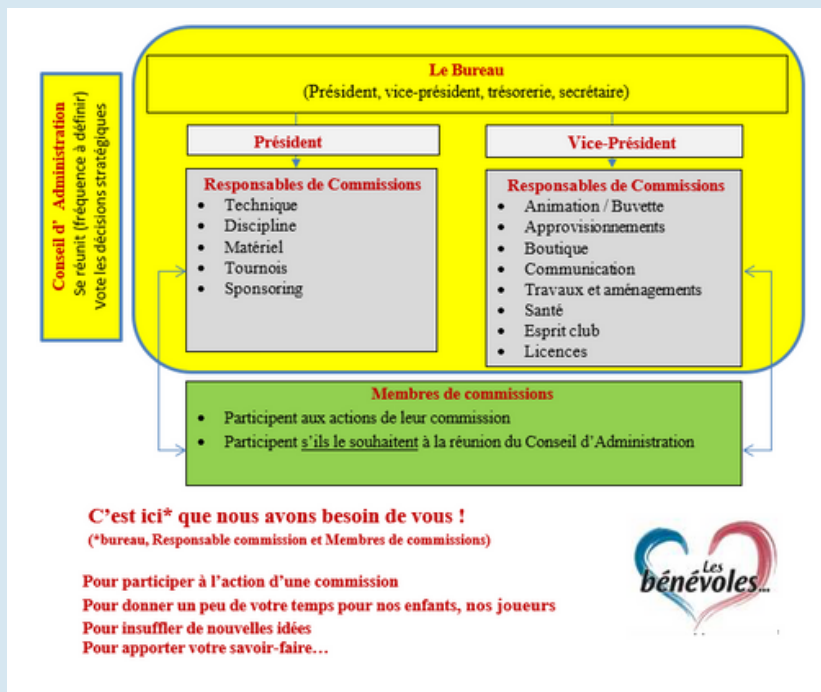 Conseil d' Administration
Se réunit (fréquence à définir)
Vote les décisions stratégiques
Le Bureau
(Président, vice-président, trésorerie, secrétaire)
Président
Vice-Président
Responsables de Commissions
• Technique
• Discipline
• Matériel
• Tournois
• Sponsoring
Responsables de Commissions
• Animation / Buvette
• Approvisionnements
• Boutique
• Communication
• Travaux et aménagements
• Santé
• Esprit club
• Licences
Membres de commissions
• Participent aux actions de leur commission
• Participent s'ils le souhaitent à la réunion du Conseil d'Administration
C'est ici* que nous avons besoin de vous !
(*bureau, Responsable commission et Membres de commissions)
Pour participer à l'action d'une commission
Pour donner un peu de votre temps pour nos enfants, nos joueurs
Pour insuffler de nouvelles idées
Pour apporter votre savoir-faire…
Les
bénévoles...